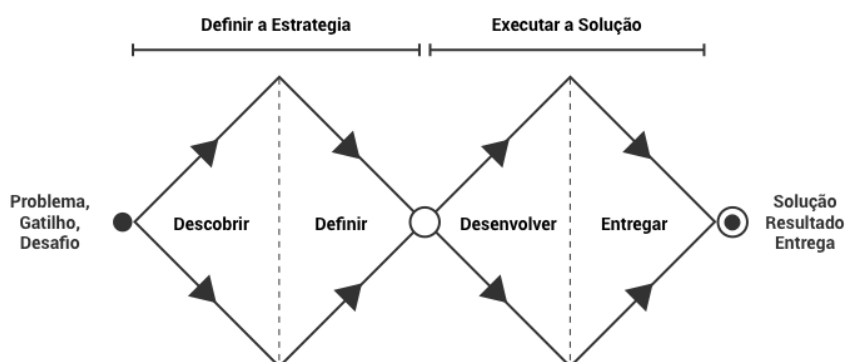 Definir a Estrategia
Executar a Solução
Problema,
Gatilho,
Desafio
Descobrir
Definir
Desenvolver
Entregar
Solução
Resultado
Entrega